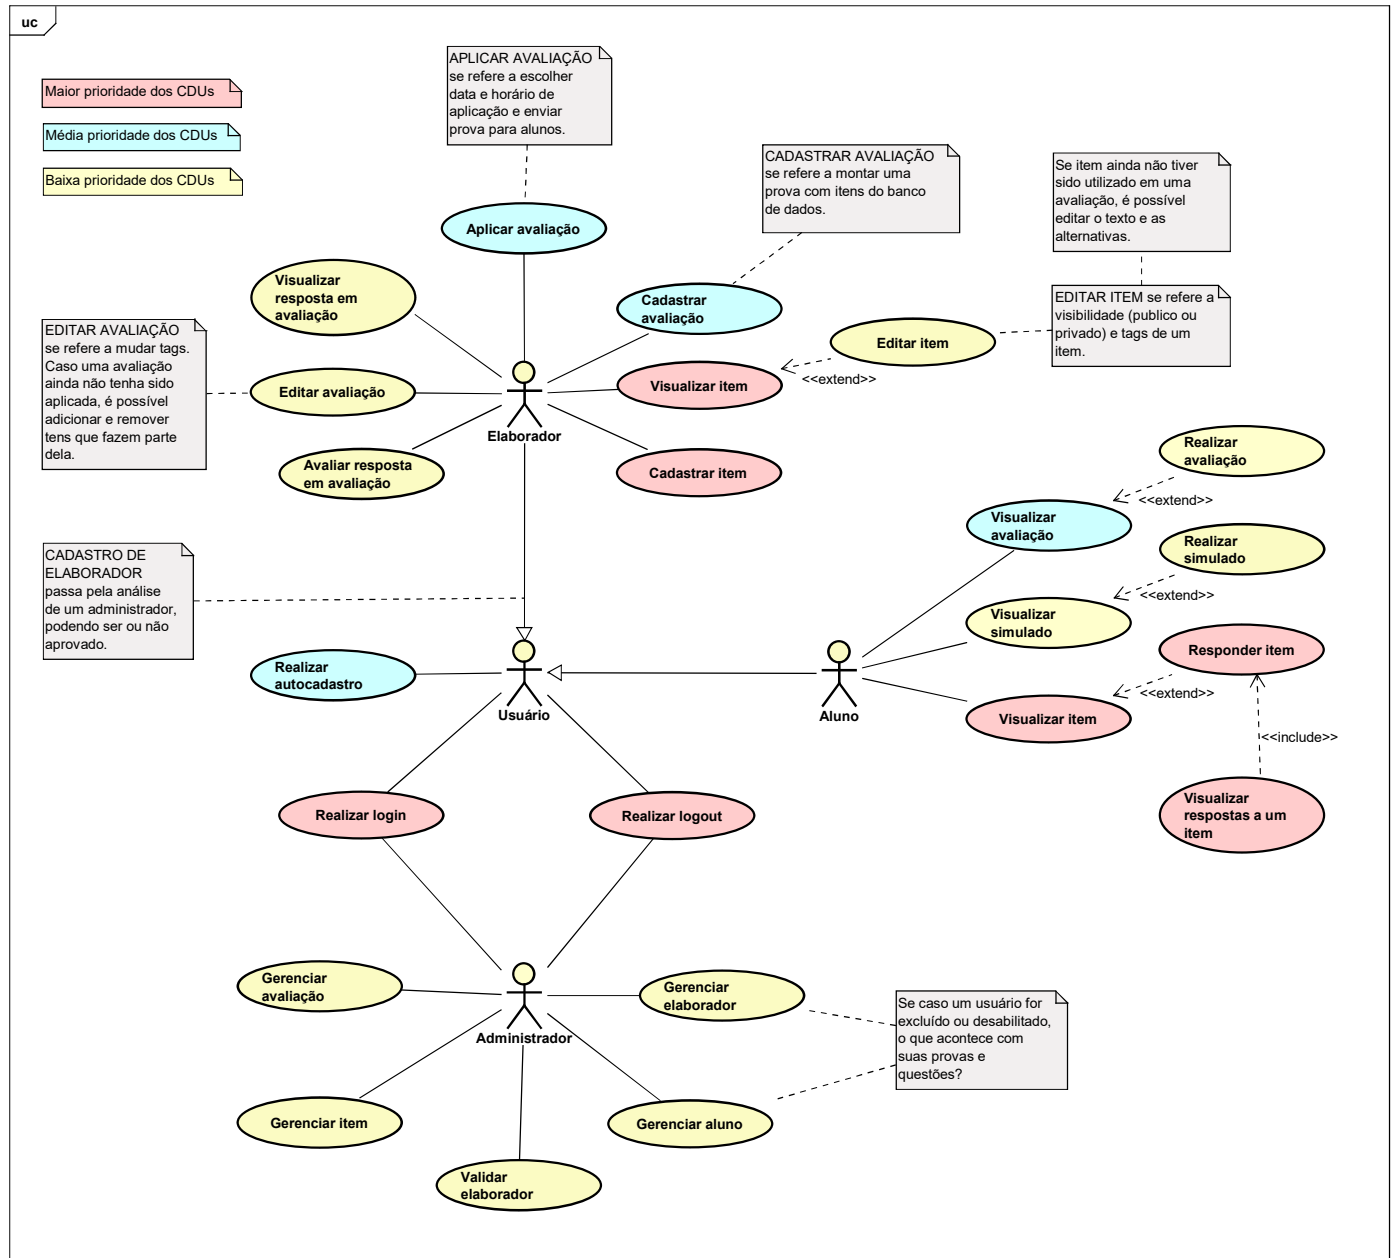 uc
Maior prioridade dos CDUs
Média prioridade dos CDUs
Baixa prioridade dos CDUs
APLICAR AVALIAÇÃO
se refere a escolher
data e horário de
aplicação e enviar
prova para alunos.
CADASTRAR AVALIAÇÃO
se refere a montar uma
prova com itens do banco
de dados.
Se item ainda não tiver
sido utilizado em uma
avaliação, é possível
editar o texto e as
alternativas.
Aplicar avaliação
Visualizar
resposta em
avaliação
Cadastrar
avaliação
EDITAR ITEM se refere a
visibilidade (publico ou
privado) e tags de um
item.
EDITAR AVALIAÇÃO
se refere a mudar tags.
Caso uma avaliação
ainda não tenha sido
aplicada, é possível
adicionar e remover
tens que fazem parte
dela.
Editar item
<<extend>>
Editar avaliação
Visualizar item
Elaborador
Avaliar resposta
em avaliação
Cadastrar item
Realizar
avaliação
<<extend>>
Visualizar
avaliação
Realizar
simulado
<<extend>>
Visualizar
simulado
CADASTRO DE
ELABORADOR
passa pela análise
de um administrador,
podendo ser ou não
aprovado.
Realizar
autocadastro
Usuário
Aluno
Responder item
<<extend>>
Visualizar item
<<include>>
Visualizar
respostas a um
item
Realizar login
Realizar logout
Gerenciar
avaliação
Administrador
Gerenciar
elaborador
Se caso um usuário for
excluído ou desabilitado,
o que acontece com
suas provas e
questões?
Gerenciar item
Gerenciar aluno
Validar
elaborador